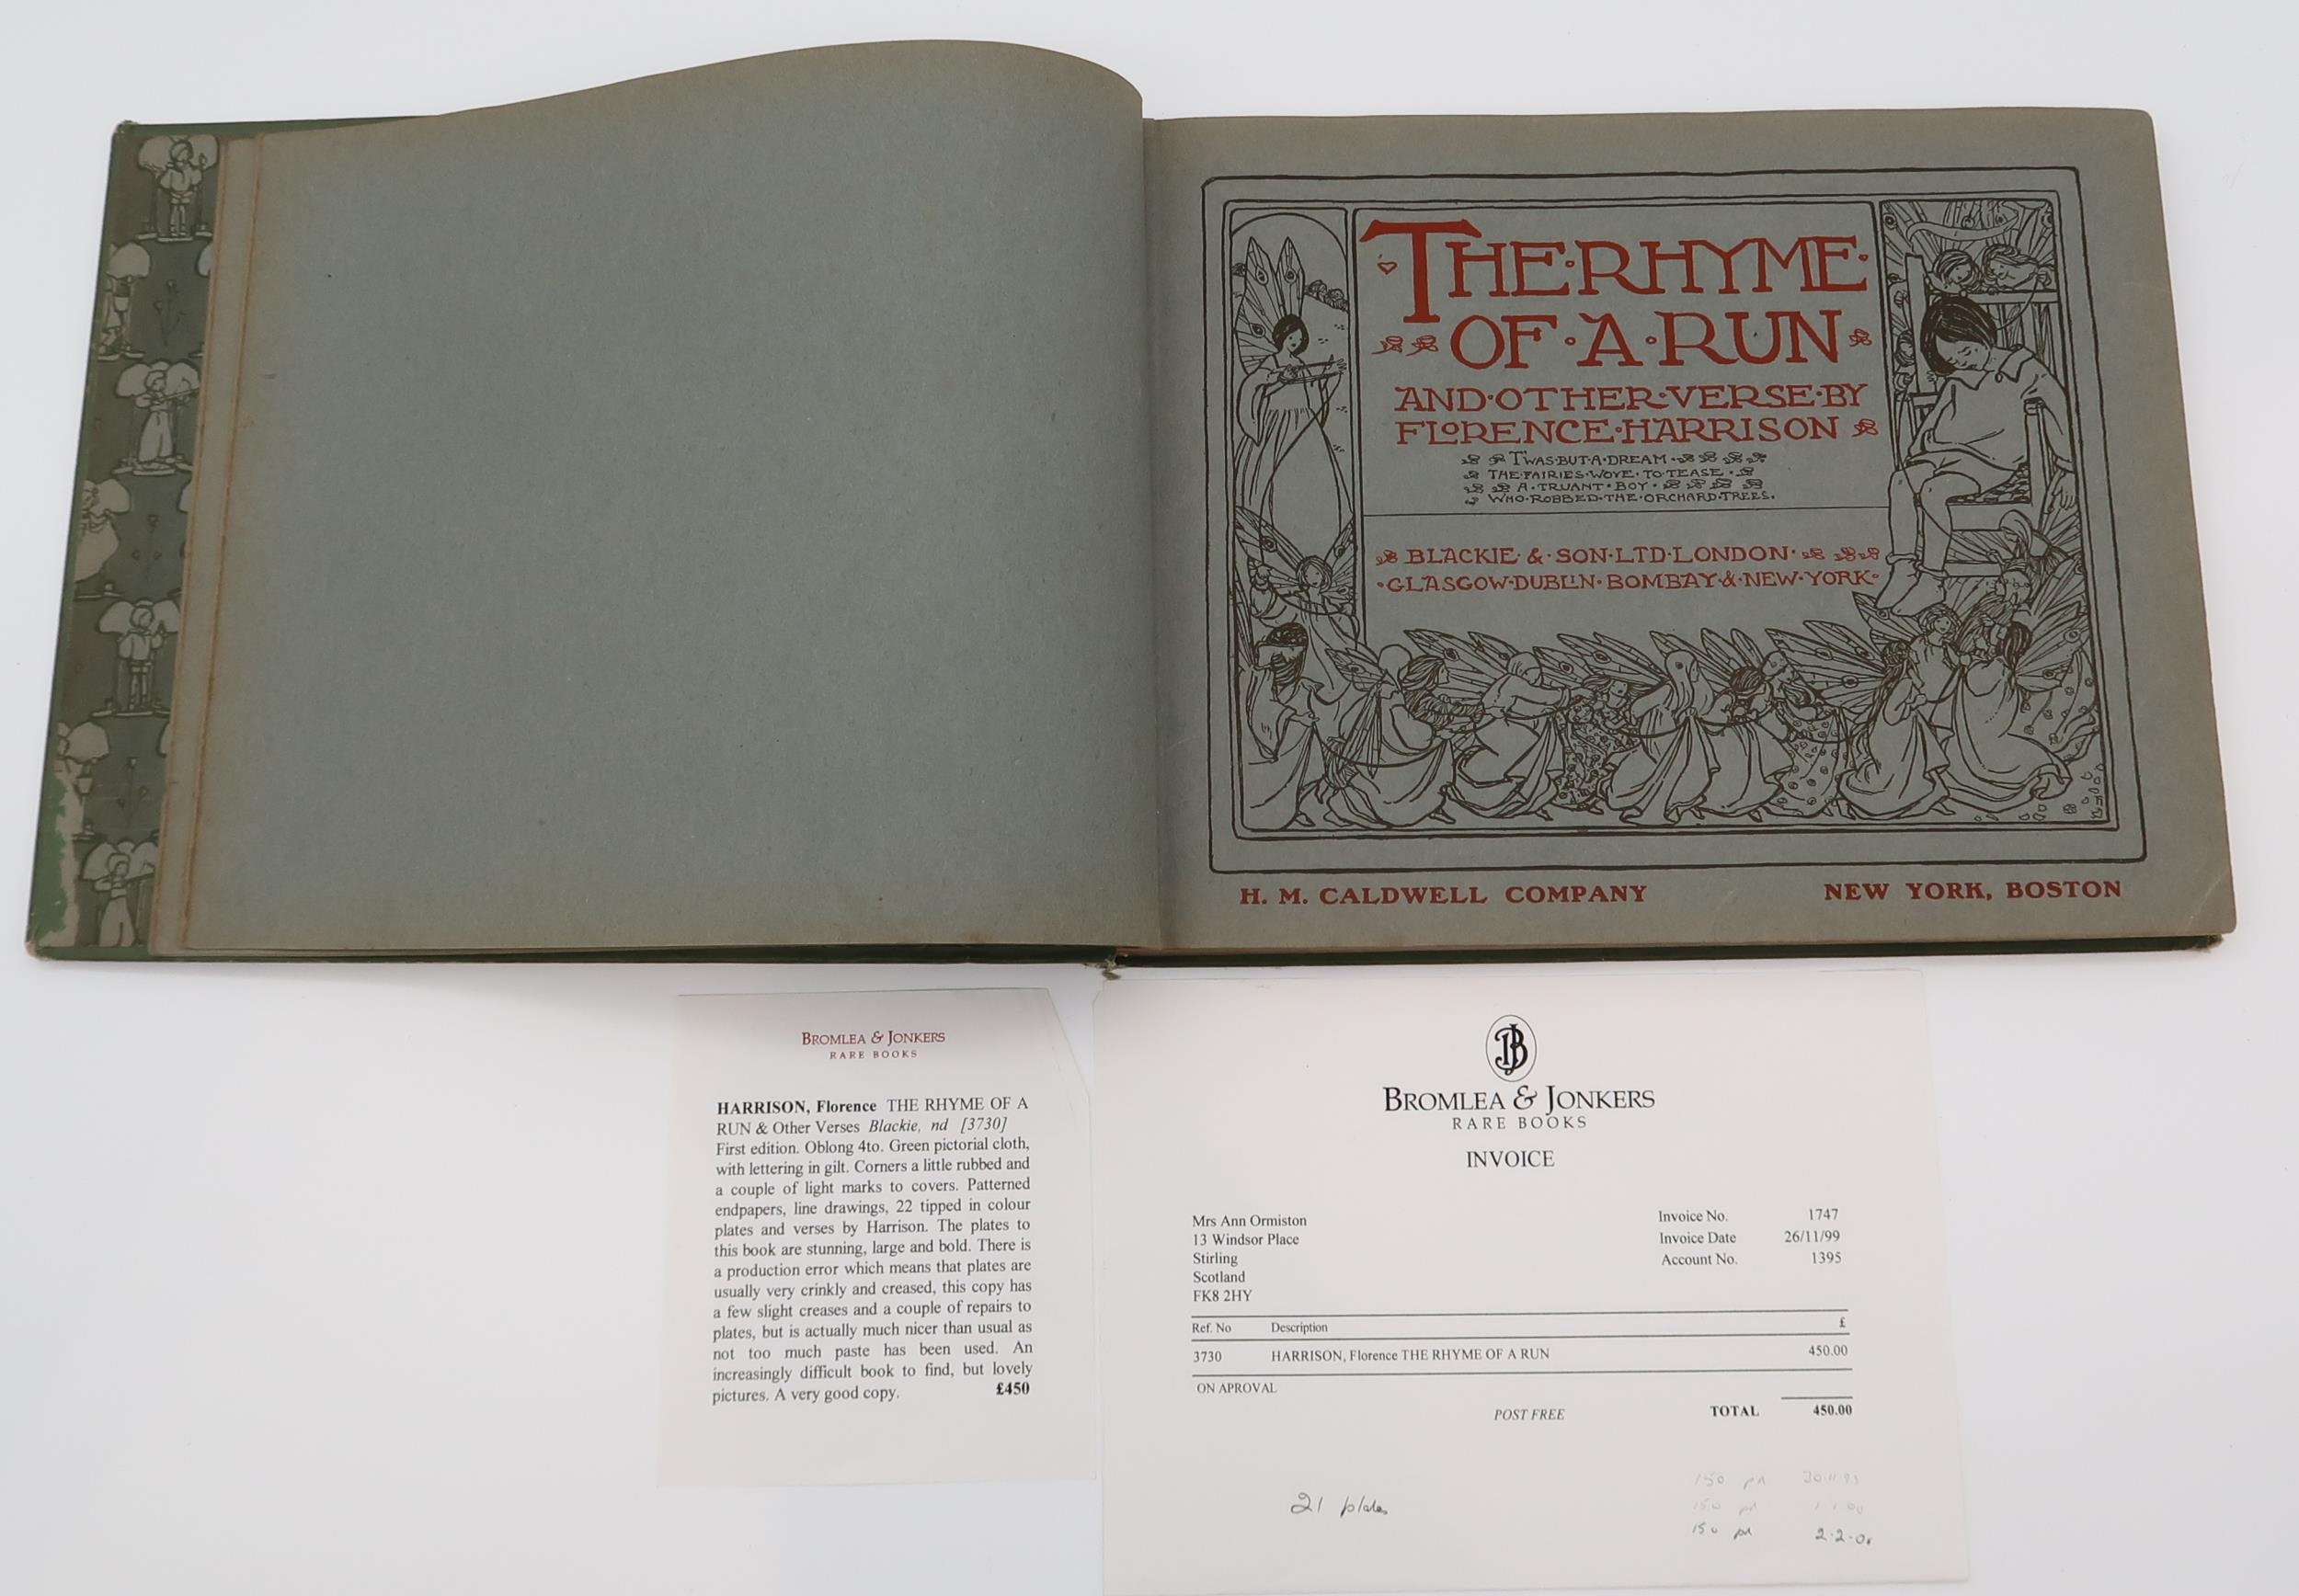 THE·RHYME·
OF·A·RUN
AND·OTHER·VERSE·BY
FLORENCE·HARRISON
'TWAS·BUT·A·DREAM·
THE·FAIRIES·WOVE·TO·TEASE·
A·TRUANT·BOY·
WHO·ROBBED·THE·ORCHARD·TREES.
BLACKIE·&·SON·LTD·LONDON·
·GLASGOW·DUBLIN·BOMBAY·&·NEW·YORK·
H. M. CALDWELL COMPANY NEW YORK, BOSTON
BROMLEA & JONKERS
RARE BOOKS
HARRISON, Florence THE RHYME OF A
RUN & Other Verses Blackie, nd [3730]
First edition. Oblong 4to. Green pictorial cloth,
with lettering in gilt. Corners a little rubbed and
a couple of light marks to covers. Patterned
endpapers, line drawings, 22 tipped in colour
plates and verses by Harrison. The plates to
this book are stunning, large and bold. There is
a production error which means that plates are
usually very crinkly and creased, this copy has
a few slight creases and a couple of repairs to
plates, but is actually much nicer than usual as
not too much paste has been used. An
increasingly difficult book to find, but lovely
pictures. A very good copy. £450
BROMLEA & JONKERS
RARE BOOKS
INVOICE
Mrs Ann Ormiston
13 Windsor Place
Stirling
Scotland
FK8 2HY
Invoice No. 1747
Invoice Date 26/11/99
Account No. 1395
Ref. No Description £
3730 HARRISON, Florence THE RHYME OF A RUN 450.00
ON APROVAL
POST FREE TOTAL 450.00
21 plates
150 pd
150 pd
150 pd